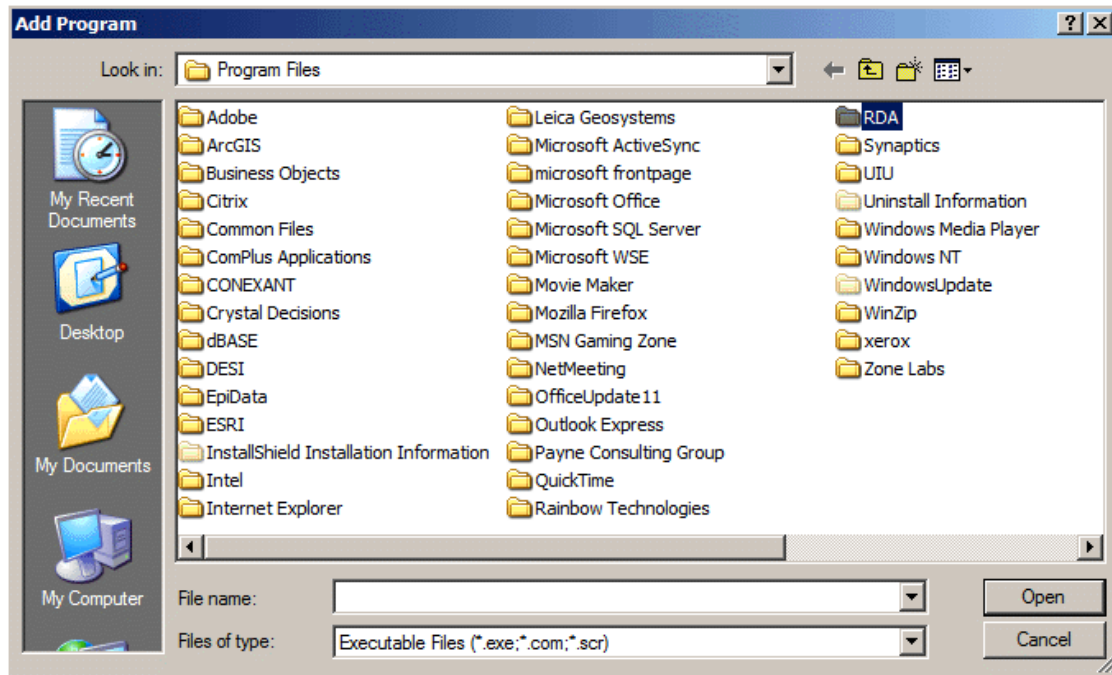 Add Program
Look in:
Program Files
My Recent
Documents
Desktop
My Documents
My Computer
Adobe
ArcGIS
Business Objects
Citrix
Common Files
ComPlus Applications
CONEXANT
Crystal Decisions
dBASE
DESI
EpiData
ESRI
InstallShield Installation Information
Intel
Internet Explorer
Leica Geosystems
Microsoft ActiveSync
microsoft frontpage
Microsoft Office
Microsoft SQL Server
Microsoft WSE
Movie Maker
Mozilla Firefox
MSN Gaming Zone
NetMeeting
OfficeUpdate11
Outlook Express
Payne Consulting Group
QuickTime
Rainbow Technologies
RDA
Synaptics
UIU
Uninstall Information
Windows Media Player
Windows NT
WindowsUpdate
WinZip
xerox
Zone Labs
File name:
Open
Files of type:
Executable Files (*.exe;*.com;*.scr)
Cancel